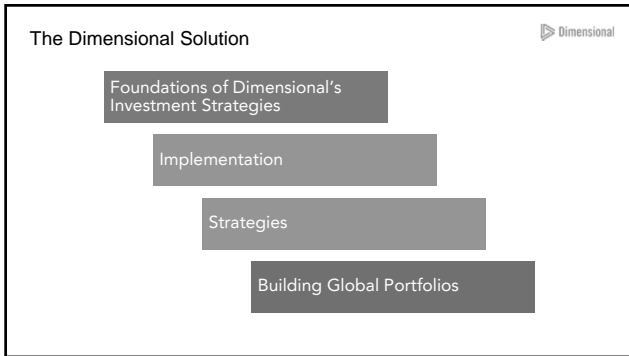 The Dimensional Solution
Dimensional
Foundations of Dimensional's
Investment Strategies
Implementation
Strategies
Building Global Portfolios